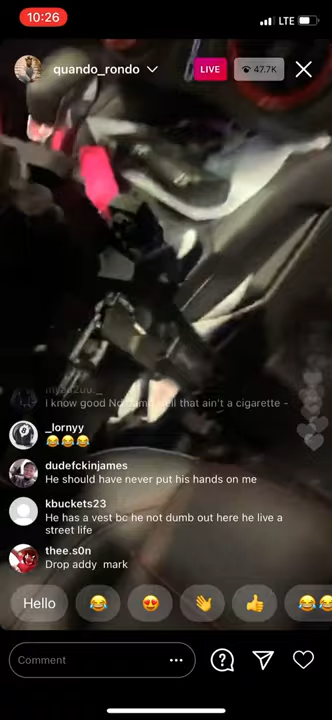 10:26
LTE
quando_rondo
LIVE
47.7K
I know good
that ain't a cigarette -
_lornyy
😂😂😂
dudefckinjames
He should have never put his hands on me
kbuckets23
He has a vest bc he not dumb out here he live a
street life
thee.s0n
Drop addy  mark
Hello
Comment